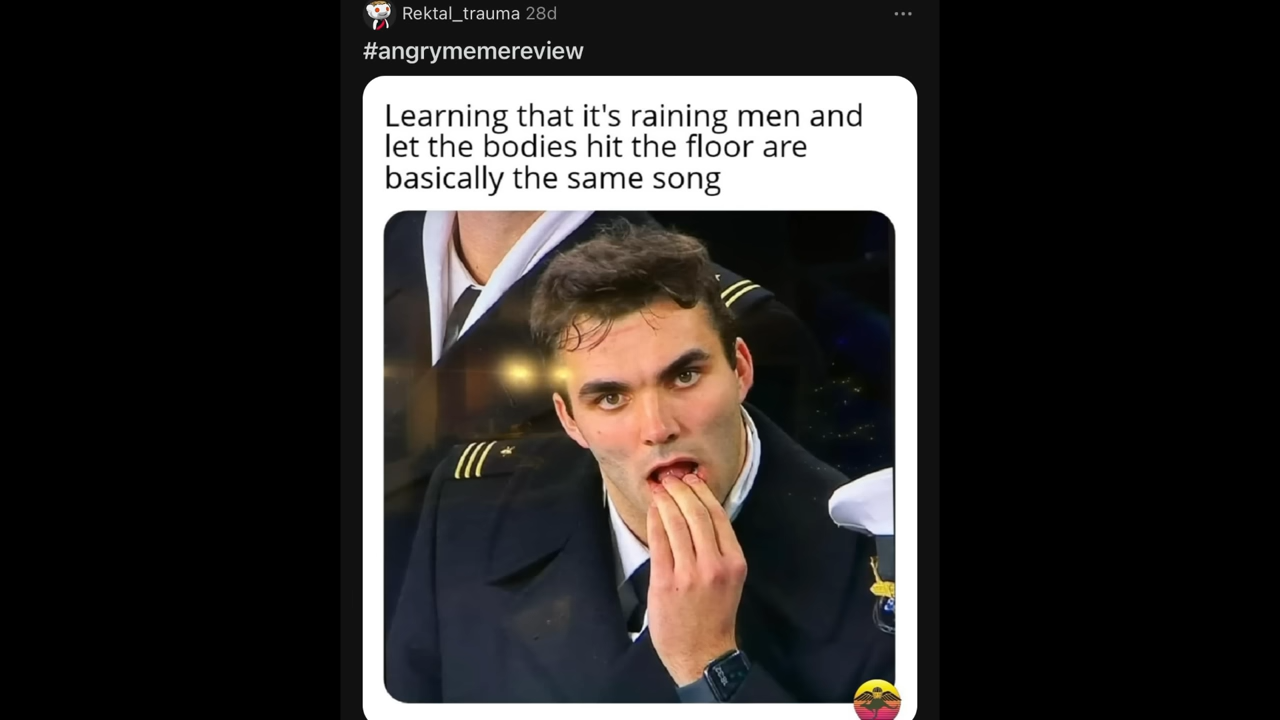 Rektal_trauma 28d
#angrymemereview
Learning that it's raining men and
let the bodies hit the floor are
basically the same song